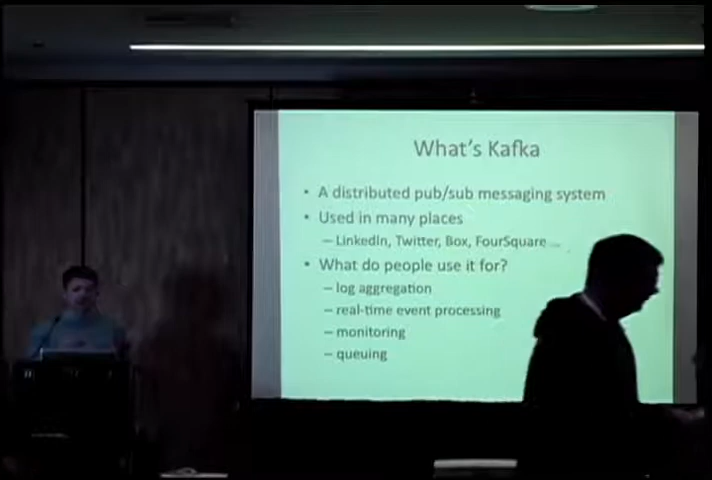 What's Kafka
• A distributed pub/sub messaging system
• Used in many places
– LinkedIn, Twitter, Box, FourSquare ...
• What do people use it for?
– log aggregation
– real-time event processing
– monitoring
– queuing